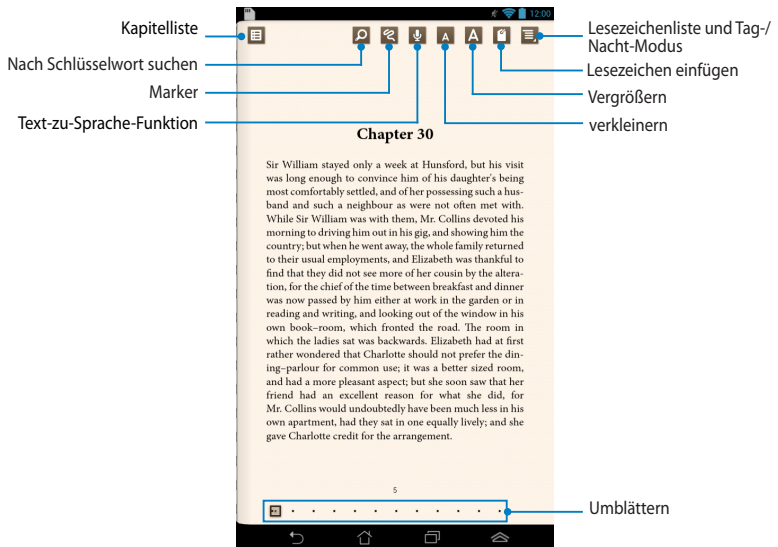 12:00
Kapitelliste
Nach Schlüsselwort suchen
Marker
Text-zu-Sprache-Funktion
Lesezeichenliste und Tag-/
Nacht-Modus
Lesezeichen einfügen
Vergrößern
verkleinern
A
A
Chapter 30
Sir William stayed only a week at Hunsford, but his visit
was long enough to convince him of his daughter's being
most comfortably settled, and of her possessing such a hus-
band and such a neighbour as were not often met with.
While Sir William was with them, Mr. Collins devoted his
morning to driving him out in his gig, and showing him the
country; but when he went away, the whole family returned
to their usual employments, and Elizabeth was thankful to
find that they did not see more of her cousin by the altera-
tion, for the chief of the time between breakfast and dinner
was now passed by him either at work in the garden or in
reading and writing, and looking out of the window in his
own book–room, which fronted the road. The room in
which the ladies sat was backwards. Elizabeth had at first
rather wondered that Charlotte should not prefer the din-
ing–parlour for common use; it was a better sized room,
and had a more pleasant aspect; but she soon saw that her
friend had an excellent reason for what she did, for
Mr. Collins would undoubtedly have been much less in his
own apartment, had they sat in one equally lively; and she
gave Charlotte credit for the arrangement.
5
Umblättern